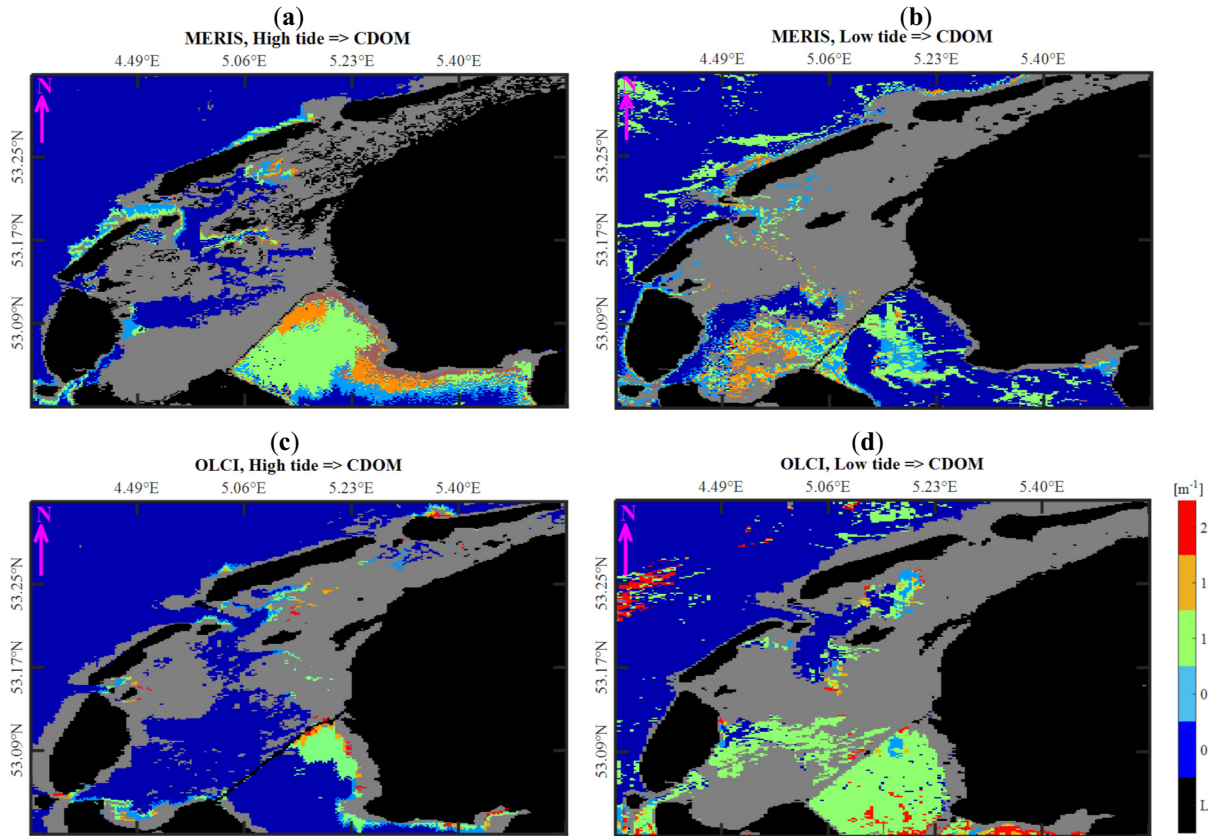 (a)
MERIS, High tide => CDOM
4.49°E 5.06°E 5.23°E 5.40°E
N
53.25°N
53.17°N
53.09°N
(b)
MERIS, Low tide => CDOM
4.49°E 5.06°E 5.23°E 5.40°E
N
53.25°N
53.17°N
53.09°N
(c)
OLCI, High tide => CDOM
4.49°E 5.06°E 5.23°E 5.40°E
N
53.25°N
53.17°N
53.09°N
(d)
OLCI, Low tide => CDOM
4.49°E 5.06°E 5.23°E 5.40°E
N
53.25°N
53.17°N
53.09°N
[m⁻¹]
2
1
1
0
0
L